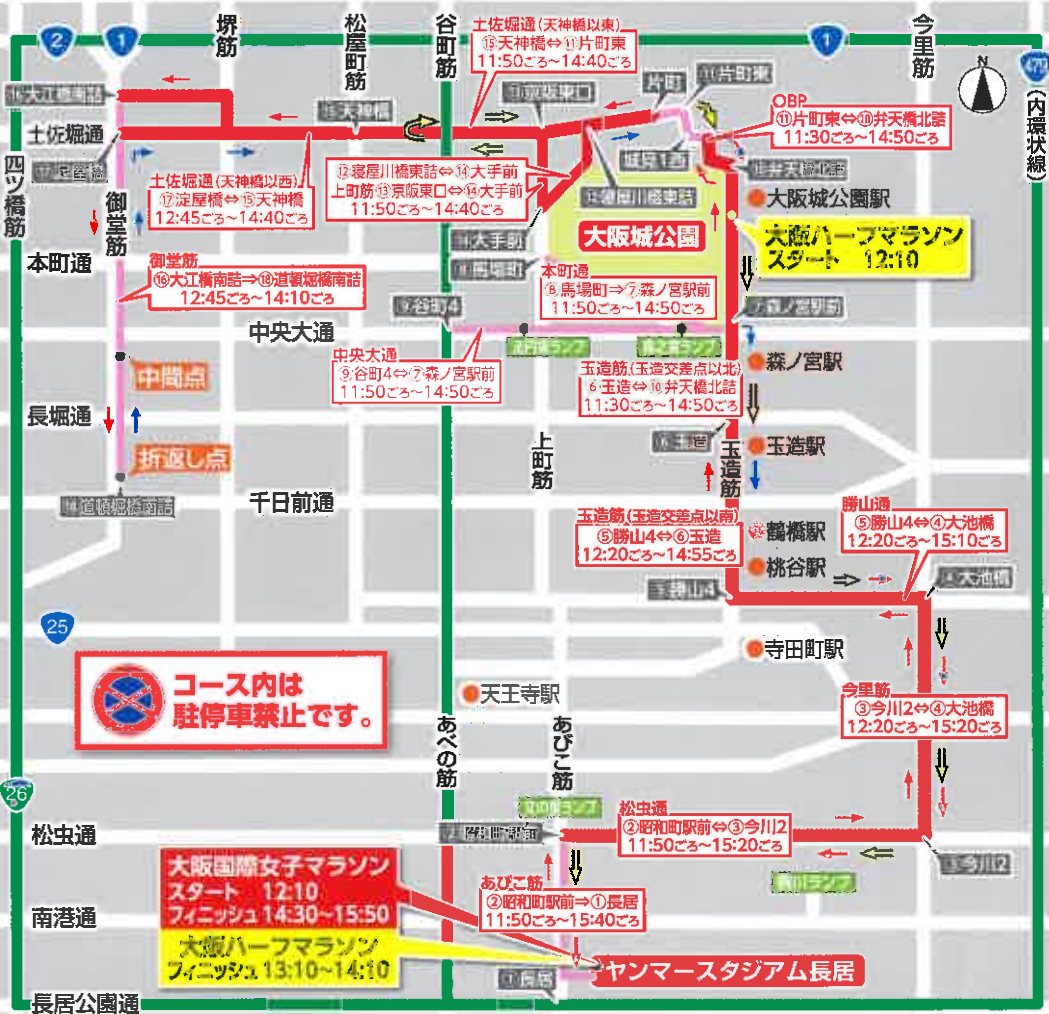 2
1
堺筋
松屋町筋
谷町筋
土佐堀通(天神橋以東)
⑮天神橋⇔⑪片町東
11:50ごろ~14:40ごろ
1
今里筋
479
(内環状線)
N
⑯大江橋南詰
⑮天神橋
⑬京阪東口
片町
⑪片町東
OBP
⑪片町東⇔⑩弁天橋北詰
11:30ごろ~14:50ごろ
土佐堀通
⑰淀屋橋
四ツ橋筋
御堂筋
土佐堀通(天神橋以西)
⑰淀屋橋⇔⑮天神橋
12:45ごろ~14:40ごろ
⑫寝屋川橋東詰⇔⑭大手前
上町筋⑬京阪東口⇔⑭大手前
11:50ごろ~14:40ごろ
⑫寝屋川橋東詰
⑩弁天橋北詰
大阪城公園駅
⑭大手前
大阪城公園
大阪ハーフマラソン
スタート 12:10
本町通
⑧馬場町
御堂筋
⑯大江橋南詰⇒⑱道頓堀橋南詰
12:45ごろ~14:10ごろ
本町通
⑧馬場町⇒⑦森ノ宮駅前
11:50ごろ~14:50ごろ
⑨谷町4
⑦森ノ宮駅前
中央大通
法円坂ランプ
森之宮ランプ
中央大通
⑨谷町4⇔⑦森ノ宮駅前
11:50ごろ~14:50ごろ
森ノ宮駅
中間点
玉造筋(玉造交差点以北)
⑥玉造⇔⑩弁天橋北詰
11:30ごろ~14:50ごろ
長堀通
折返し点
上町筋
⑥玉造
玉造筋
玉造駅
⑱道頓堀橋南詰
千日前通
玉造筋(玉造交差点以南)
⑤勝山4⇔⑥玉造
12:20ごろ~14:55ごろ
鶴橋駅
勝山通
⑤勝山4⇔④大池橋
12:20ごろ~15:10ごろ
桃谷駅
⑤勝山4
④大池橋
25
寺田町駅
コース内は
駐停車禁止です。
天王寺駅
今里筋
③今川2⇔④大池橋
12:20ごろ~15:20ごろ
あべの筋
あびこ筋
26
文の里ランプ
松虫通
②昭和町駅前
松虫通
②昭和町駅前⇔③今川2
11:50ごろ~15:20ごろ
③今川2
大阪国際女子マラソン
スタート 12:10
フィニッシュ 14:30~15:50
あびこ筋
②昭和町駅前⇒①長居
11:50ごろ~15:40ごろ
南港通
大阪ハーフマラソン
フィニッシュ 13:10~14:10
①長居
ヤンマースタジアム長居
長居公園通